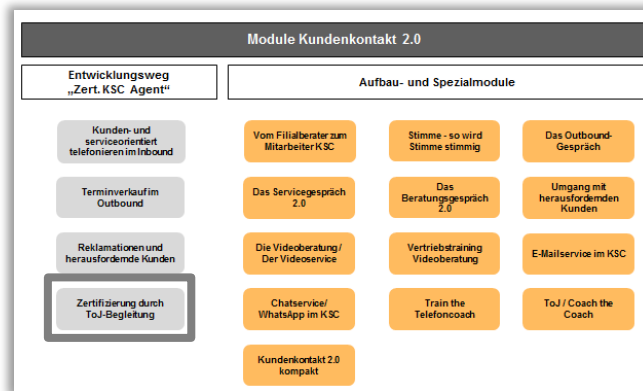 Module Kundenkontakt 2.0
Entwicklungsweg
„Zert. KSC Agent“
Aufbau- und Spezialmodule
Kunden- und
serviceorientiert
telefonieren im Inbound
Vom Filialberater zum
Mitarbeiter KSC
Stimme - so wird
Stimme stimmig
Das Outbound-
Gespräch
Terminverkauf im
Outbound
Das Servicegespräch
2.0
Das
Beratungsgespräch
2.0
Umgang mit
herausfordernden
Kunden
Reklamationen und
herausfordernde Kunden
Die Videoberatung /
Der Videoservice
Vertriebstraining
Videoberatung
E-Mailservice im KSC
Zertifizierung durch
ToJ-Begleitung
Chatservice/
WhatsApp im KSC
Train the
Telefoncoach
ToJ / Coach the
Coach
Kundenkontakt 2.0
kompakt